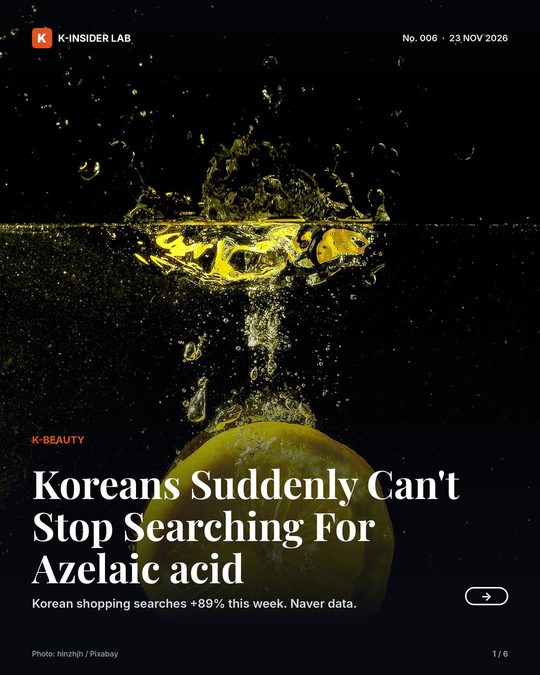 K K-INSIDER LAB
No. 006 · 23 NOV 2026
K-BEAUTY
Koreans Suddenly Can't
Stop Searching For
Azelaic acid
Korean shopping searches +89% this week. Naver data.
Photo: hinzhjh / Pixabay
1 / 6